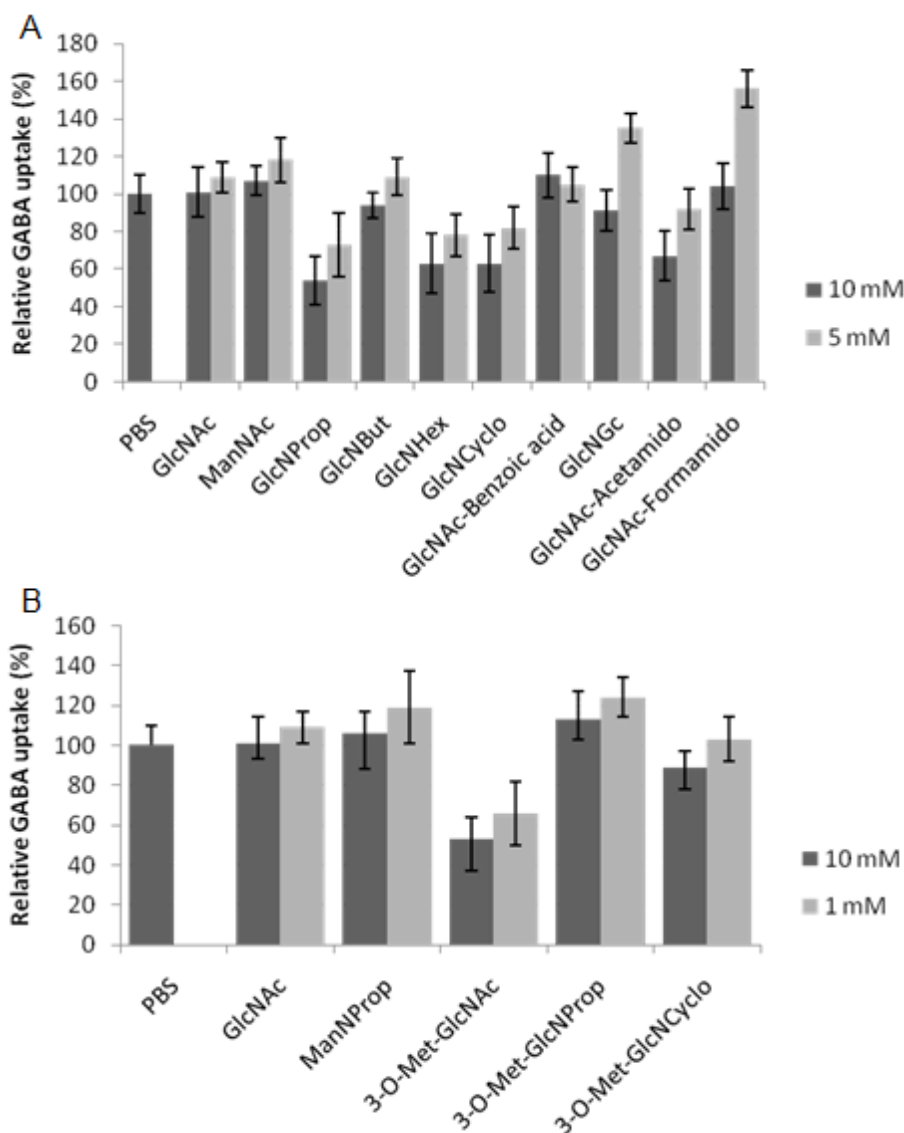 A
Relative GABA uptake (%)
180
160
140
120
100
80
60
40
20
0
PBS
GlcNAc
ManNAc
GlcNProp
GlcNBut
GlcNHex
GlcNCyclo
GlcNAc-Benzoic acid
GlcNGc
GlcNAc-Acetamido
GlcNAc-Formamido
10 mM
5 mM
B
Relative GABA uptake (%)
160
140
120
100
80
60
40
20
0
PBS
GlcNAc
ManNProp
3-O-Met-GlcNAc
3-O-Met-GlcNProp
3-O-Met-GlcNCyclo
10 mM
1 mM